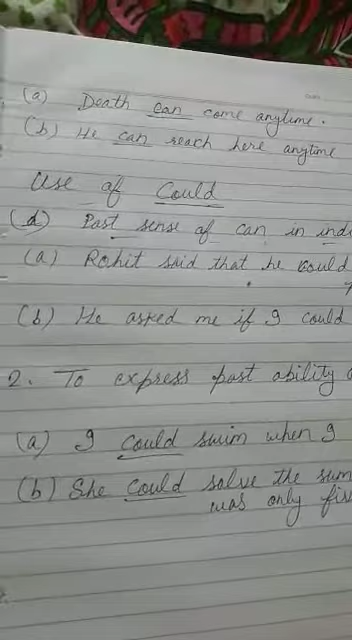 (a) Death can come anytime.
(b) He can reach here anytime
Use of Could
(d) Past sense of can in indi
(a) Rohit said that he could
(b) He asked me if I could
2. To express past ability
(a) I could swim when I
(b) She could solve the sum
was only